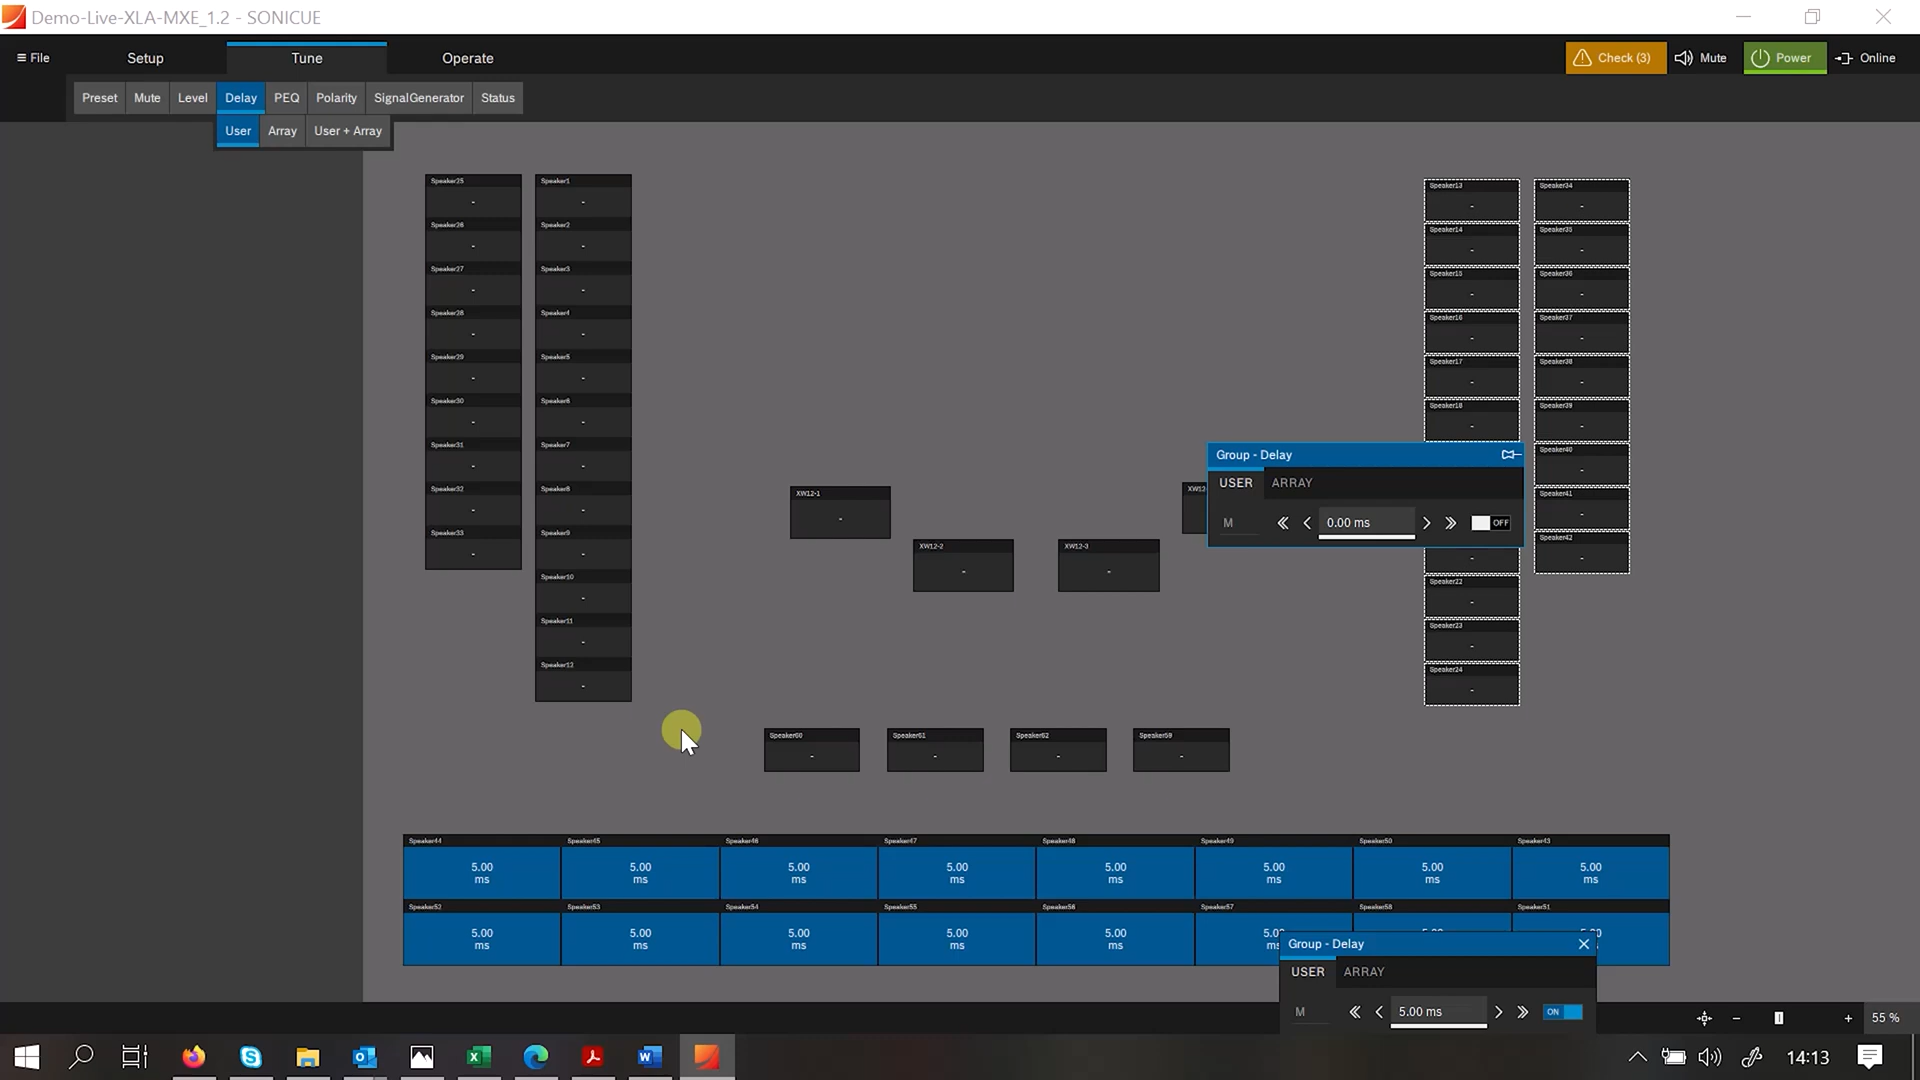 Demo-Live-XLA-MXE_1.2 - SONICUE
≡ File Setup Tune Operate Check (3) Mute Power Online
Preset Mute Level Delay PEQ Polarity SignalGenerator Status
User Array User + Array
Speaker25 Speaker1 Speaker13 Speaker34
- - - -
Speaker26 Speaker2 Speaker14 Speaker35
- - - -
Speaker27 Speaker3 Speaker15 Speaker36
- - - -
Speaker28 Speaker4 Speaker16 Speaker37
- - - -
Speaker29 Speaker5 Speaker17 Speaker38
- - - -
Speaker30 Speaker6 Speaker18 Speaker39
- - - -
Speaker31 Speaker7 Speaker40
- - -
Group - Delay
USER ARRAY
M 0.00 ms OFF
Speaker32 Speaker8 XW12-1 XW12- Speaker41
- - - -
Speaker33 Speaker9 XW12-2 XW12-3 Speaker42
- - - - - -
Speaker10 Speaker22
- -
Speaker11 Speaker23
- -
Speaker12 Speaker24
- -
Speaker60 Speaker61 Speaker62 Speaker59
- - - -
Speaker44 Speaker45 Speaker46 Speaker47 Speaker48 Speaker49 Speaker50 Speaker43
5.00 5.00 5.00 5.00 5.00 5.00 5.00 5.00
ms ms ms ms ms ms ms ms
Speaker52 Speaker53 Speaker54 Speaker55 Speaker56 Speaker57 Speaker58 Speaker51
5.00 5.00 5.00 5.00 5.00
ms ms ms ms ms
Group - Delay
USER ARRAY
M 5.00 ms ON
55 %
14:13